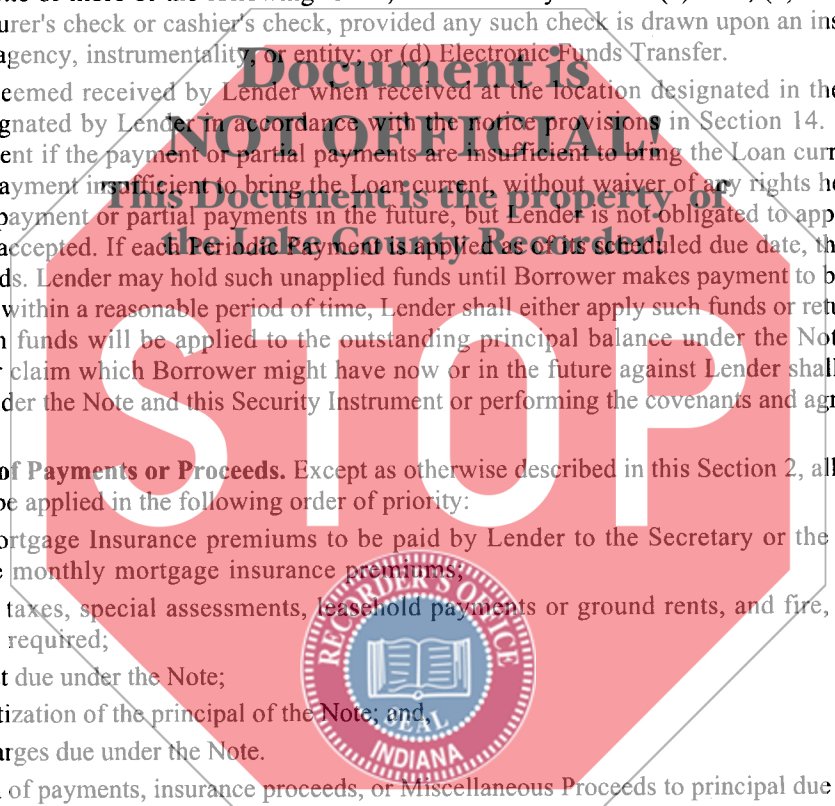 urer's check or cashier's check, provided any such check is drawn upon an ins
agency, instrumentality, or entity; or (d) Electronic Funds Transfer.
Document is
eemed received by Lender when received at the location designated in the
gnated by Lender in accordance with the notice provisions in Section 14.
NOT OFFICIAL!
ent if the payment or partial payments are insufficient to bring the Loan curr
ayment insufficient to bring the Loan current, without waiver of any rights he
This Document is the property of
payment or partial payments in the future, but Lender is not obligated to app
the Lake County Recorder!
accepted. If each Periodic Payment is applied as of its scheduled due date, th
ds. Lender may hold such unapplied funds until Borrower makes payment to b
within a reasonable period of time, Lender shall either apply such funds or retu
n funds will be applied to the outstanding principal balance under the Not
r claim which Borrower might have now or in the future against Lender shall
der the Note and this Security Instrument or performing the covenants and agr
STOP
of Payments or Proceeds. Except as otherwise described in this Section 2, all
be applied in the following order of priority:
ortgage Insurance premiums to be paid by Lender to the Secretary or the
e monthly mortgage insurance premiums;
taxes, special assessments, leasehold payments or ground rents, and fire,
required;
t due under the Note;
tization of the principal of the Note; and,
arges due under the Note.
of payments, insurance proceeds, or Miscellaneous Proceeds to principal due
RECORDER'S OFFICE
SEAL
INDIANA